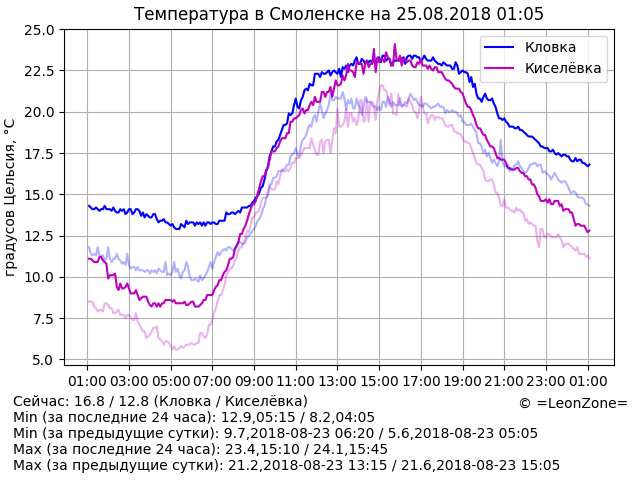 Температура в Смоленске на 25.08.2018 01:05
25.0
22.5
20.0
17.5
15.0
12.5
10.0
7.5
5.0
градусов Цельсия, °C
Кловка
Киселёвка
01:00 03:00 05:00 07:00 09:00 11:00 13:00 15:00 17:00 19:00 21:00 23:00 01:00
Сейчас: 16.8 / 12.8 (Кловка / Киселёвка)
© =LeonZone=
Min (за последние 24 часа): 12.9,05:15 / 8.2,04:05
Min (за предыдущие сутки): 9.7,2018-08-23 06:20 / 5.6,2018-08-23 05:05
Max (за последние 24 часа): 23.4,15:10 / 24.1,15:45
Max (за предыдущие сутки): 21.2,2018-08-23 13:15 / 21.6,2018-08-23 15:05